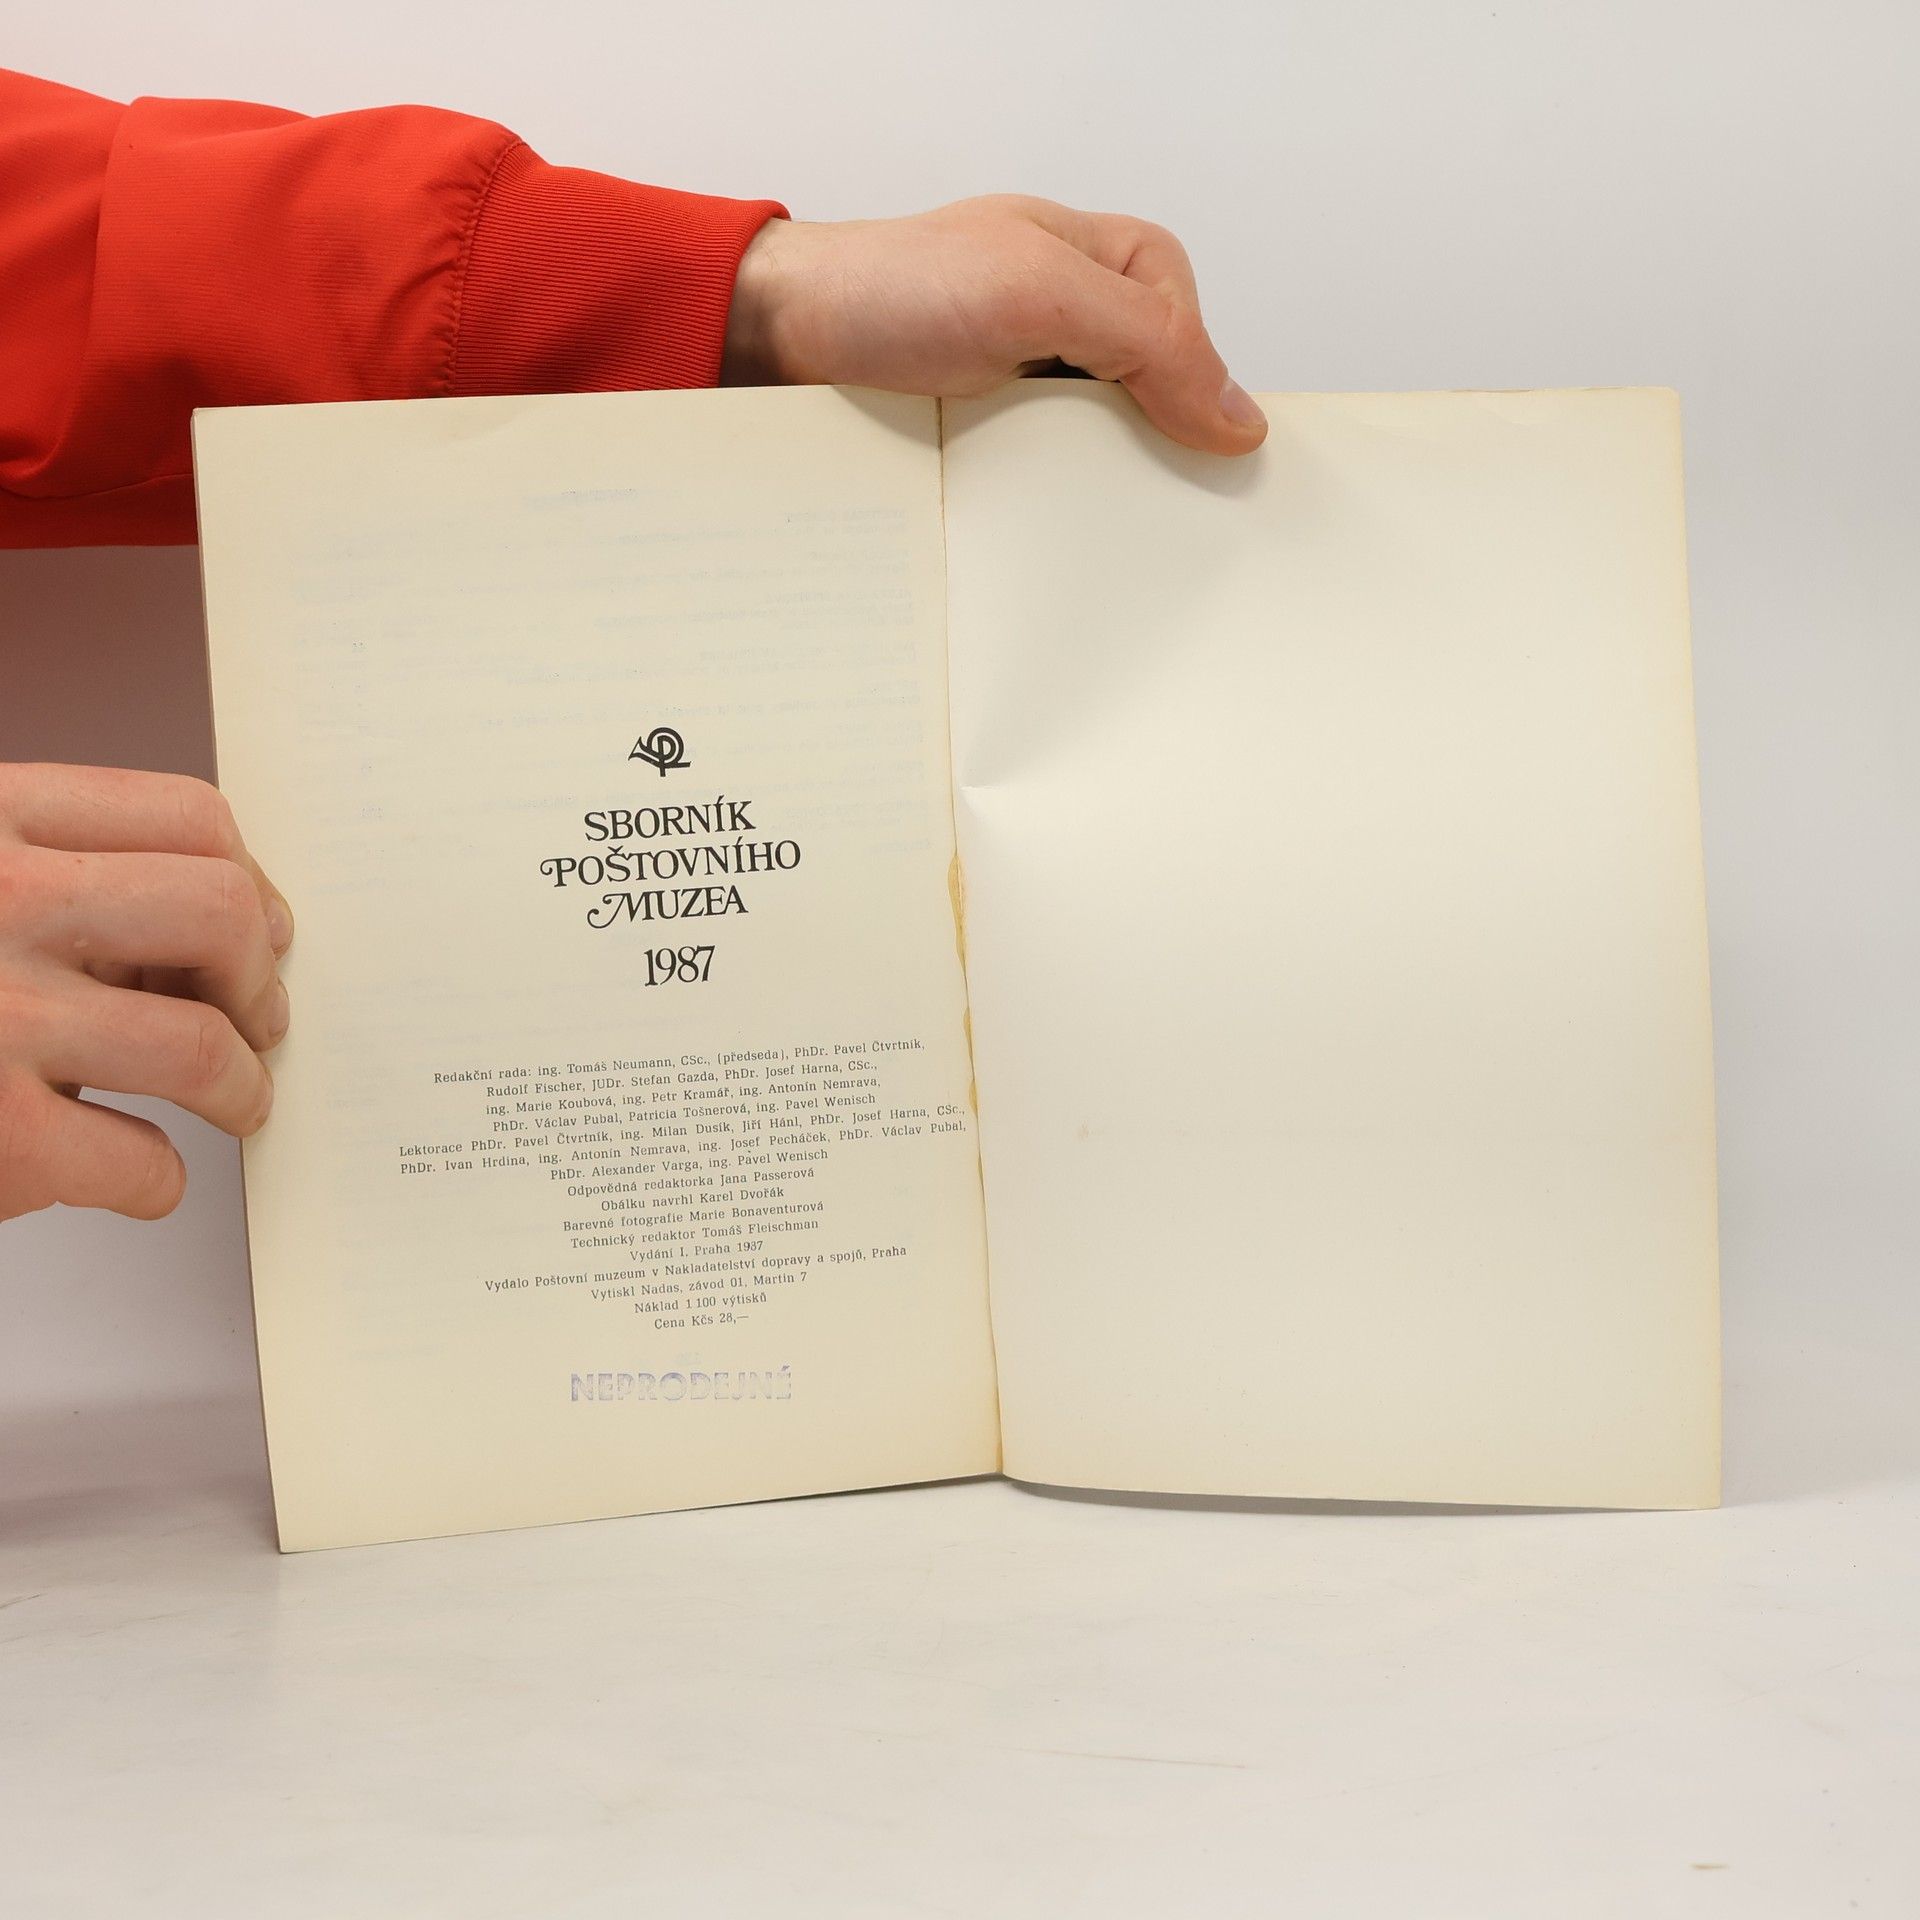 SBORNÍK
POŠTOVNÍHO
MUZEA
1987
Redakční rada: ing. Tomáš Neumann, CSc., (předseda), PhDr. Pavel Čtvrtník,
Rudolf Fischer, JUDr. Stefan Gazda, PhDr. Josef Harna, CSc.,
ing. Marie Koubová, ing. Petr Kramář, ing. Antonín Nemrava,
PhDr. Václav Pubal, Patricia Tošnerová, ing. Pavel Wenisch
Lektorace PhDr. Pavel Čtvrtník, ing. Milan Dusík, Jiří Hánl, PhDr. Josef Harna, CSc.,
PhDr. Ivan Hrdina, ing. Antonín Nemrava, ing. Josef Pecháček, PhDr. Václav Pubal,
PhDr. Alexander Varga, ing. Pavel Wenisch
Odpovědná redaktorka Jana Passerová
Obálku navrhl Karel Dvořák
Barevné fotografie Marie Bonaventurová
Technický redaktor Tomáš Fleischman
Vydání I, Praha 1987
Vydalo Poštovní muzeum v Nakladatelství dopravy a spojů, Praha
Vytiskl Nadas, závod 01, Martin 7
Náklad 1 100 výtisků
Cena Kčs 28,—
NEPRODEJNÉ